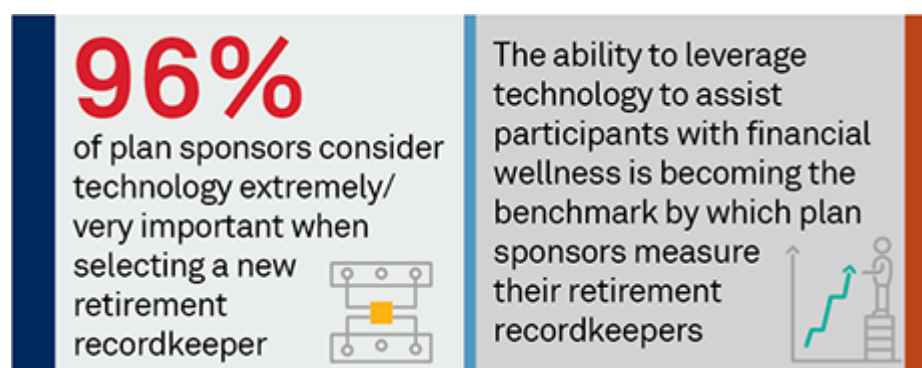 96%
of plan sponsors consider
technology extremely/
very important when
selecting a new
retirement
recordkeeper
The ability to leverage
technology to assist
participants with financial
wellness is becoming the
benchmark by which plan
sponsors measure
their retirement
recordkeepers